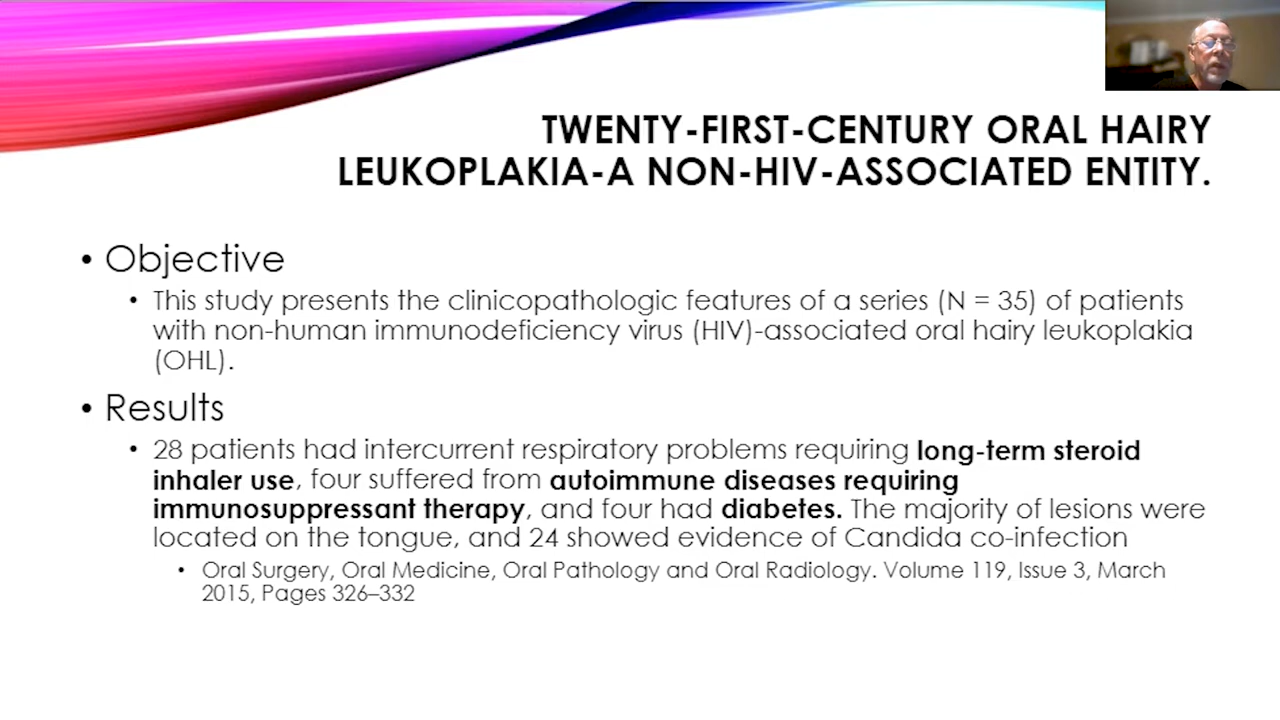 TWENTY-FIRST-CENTURY ORAL HAIRY
LEUKOPLAKIA-A NON-HIV-ASSOCIATED ENTITY.
• Objective
• This study presents the clinicopathologic features of a series (N = 35) of patients
with non-human immunodeficiency virus (HIV)-associated oral hairy leukoplakia
(OHL).
• Results
• 28 patients had intercurrent respiratory problems requiring long-term steroid
inhaler use, four suffered from autoimmune diseases requiring
immunosuppressant therapy, and four had diabetes. The majority of lesions were
located on the tongue, and 24 showed evidence of Candida co-infection
• Oral Surgery, Oral Medicine, Oral Pathology and Oral Radiology. Volume 119, Issue 3, March
2015, Pages 326–332